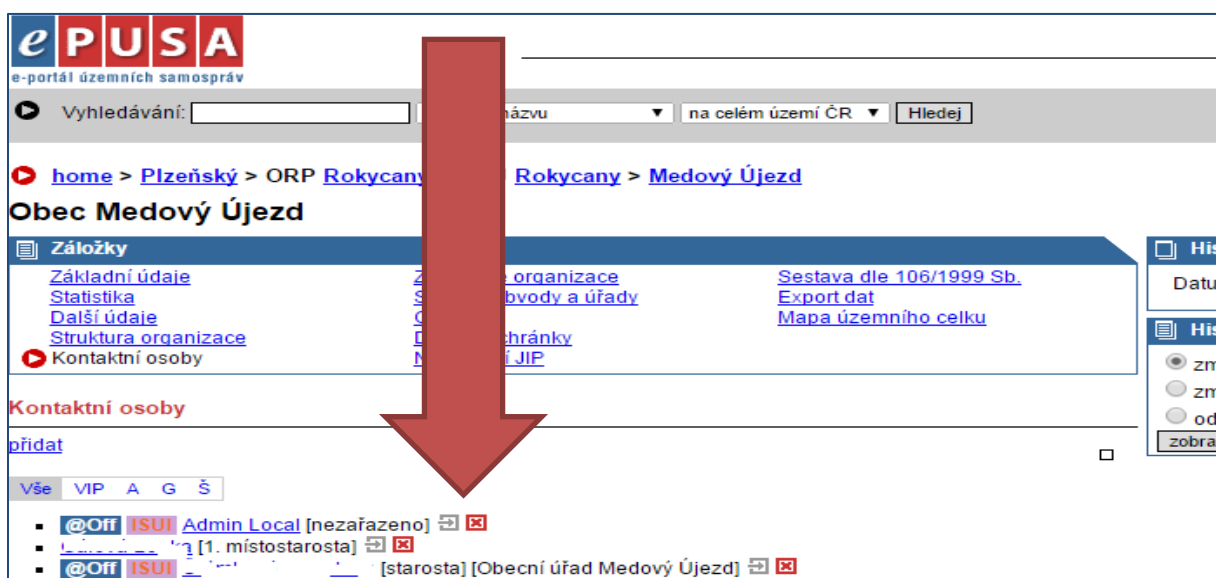 e PUSA
e-portál územních samospráv
Vyhledávání: názvu na celém území ČR Hledej
home > Plzeňský > ORP Rokycany Rokycany > Medový Újezd
Obec Medový Újezd
Záložky
Základní údaje organizace Sestava dle 106/1999 Sb.
Statistika obvody a úřady Export dat
Další údaje Mapa územního celku
Struktura organizace
Kontaktní osoby JIP
Kontaktní osoby
přidat
zobra
Vše VIP A G Š
@Off ISUI Admin Local [nezařazeno]
[1. místostarosta]
@Off ISUI [starosta] [Obecní úřad Medový Újezd]